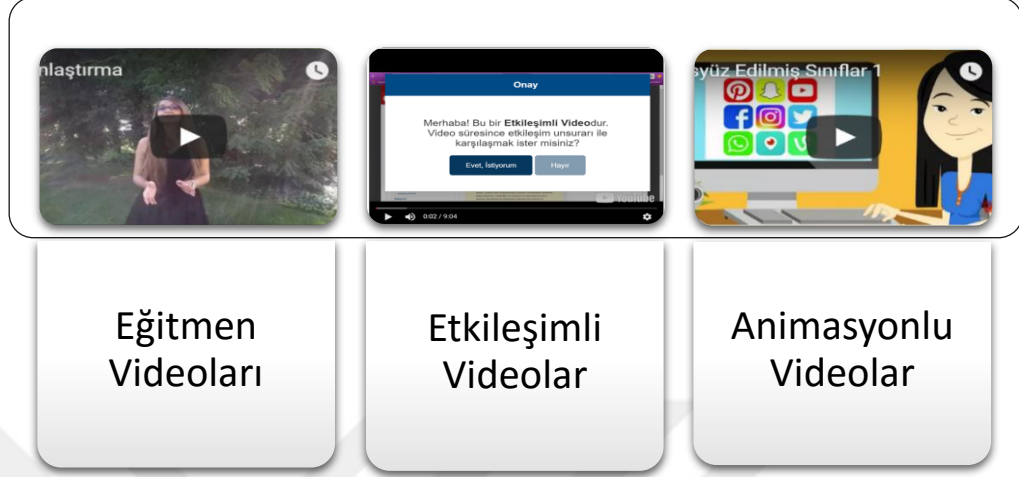 nlaştırma
Onay
Merhaba! Bu bir Etkileşimli Videodur.
Video süresince etkileşim unsurarı ile
karşılaşmak ister misiniz?
Evet, İstiyorum
Hayır
YouTube
0:02 / 9:04
syüz Edilmiş Sınıflar 1
Eğitmen
Videoları
Etkileşimli
Videolar
Animasyonlu
Videolar